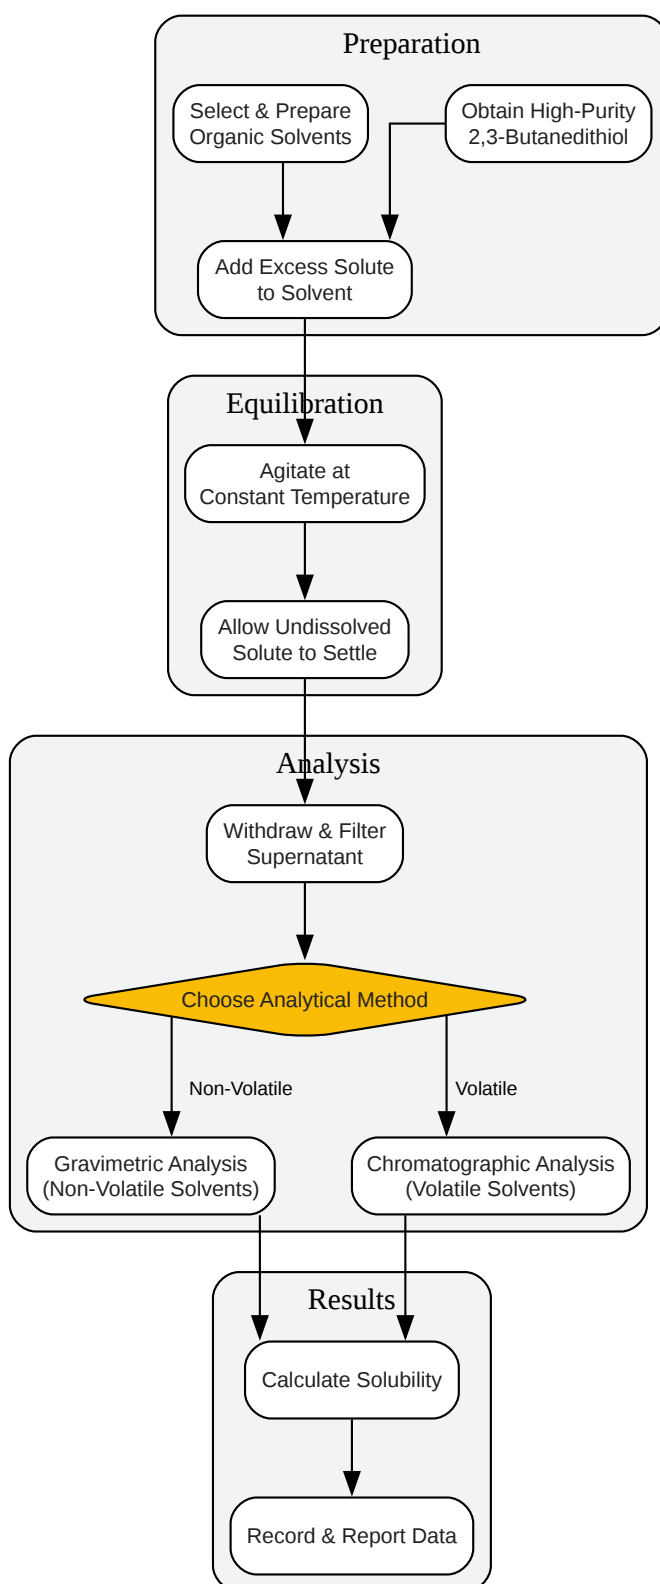 Preparation
Select & Prepare
Organic Solvents
Obtain High-Purity
2,3-Butanedithiol
Add Excess Solute
to Solvent
Equilibration
Agitate at
Constant Temperature
Allow Undissolved
Solute to Settle
Analysis
Withdraw & Filter
Supernatant
Choose Analytical Method
Non-Volatile
Volatile
Gravimetric Analysis
(Non-Volatile Solvents)
Chromatographic Analysis
(Volatile Solvents)
Results
Calculate Solubility
Record & Report Data